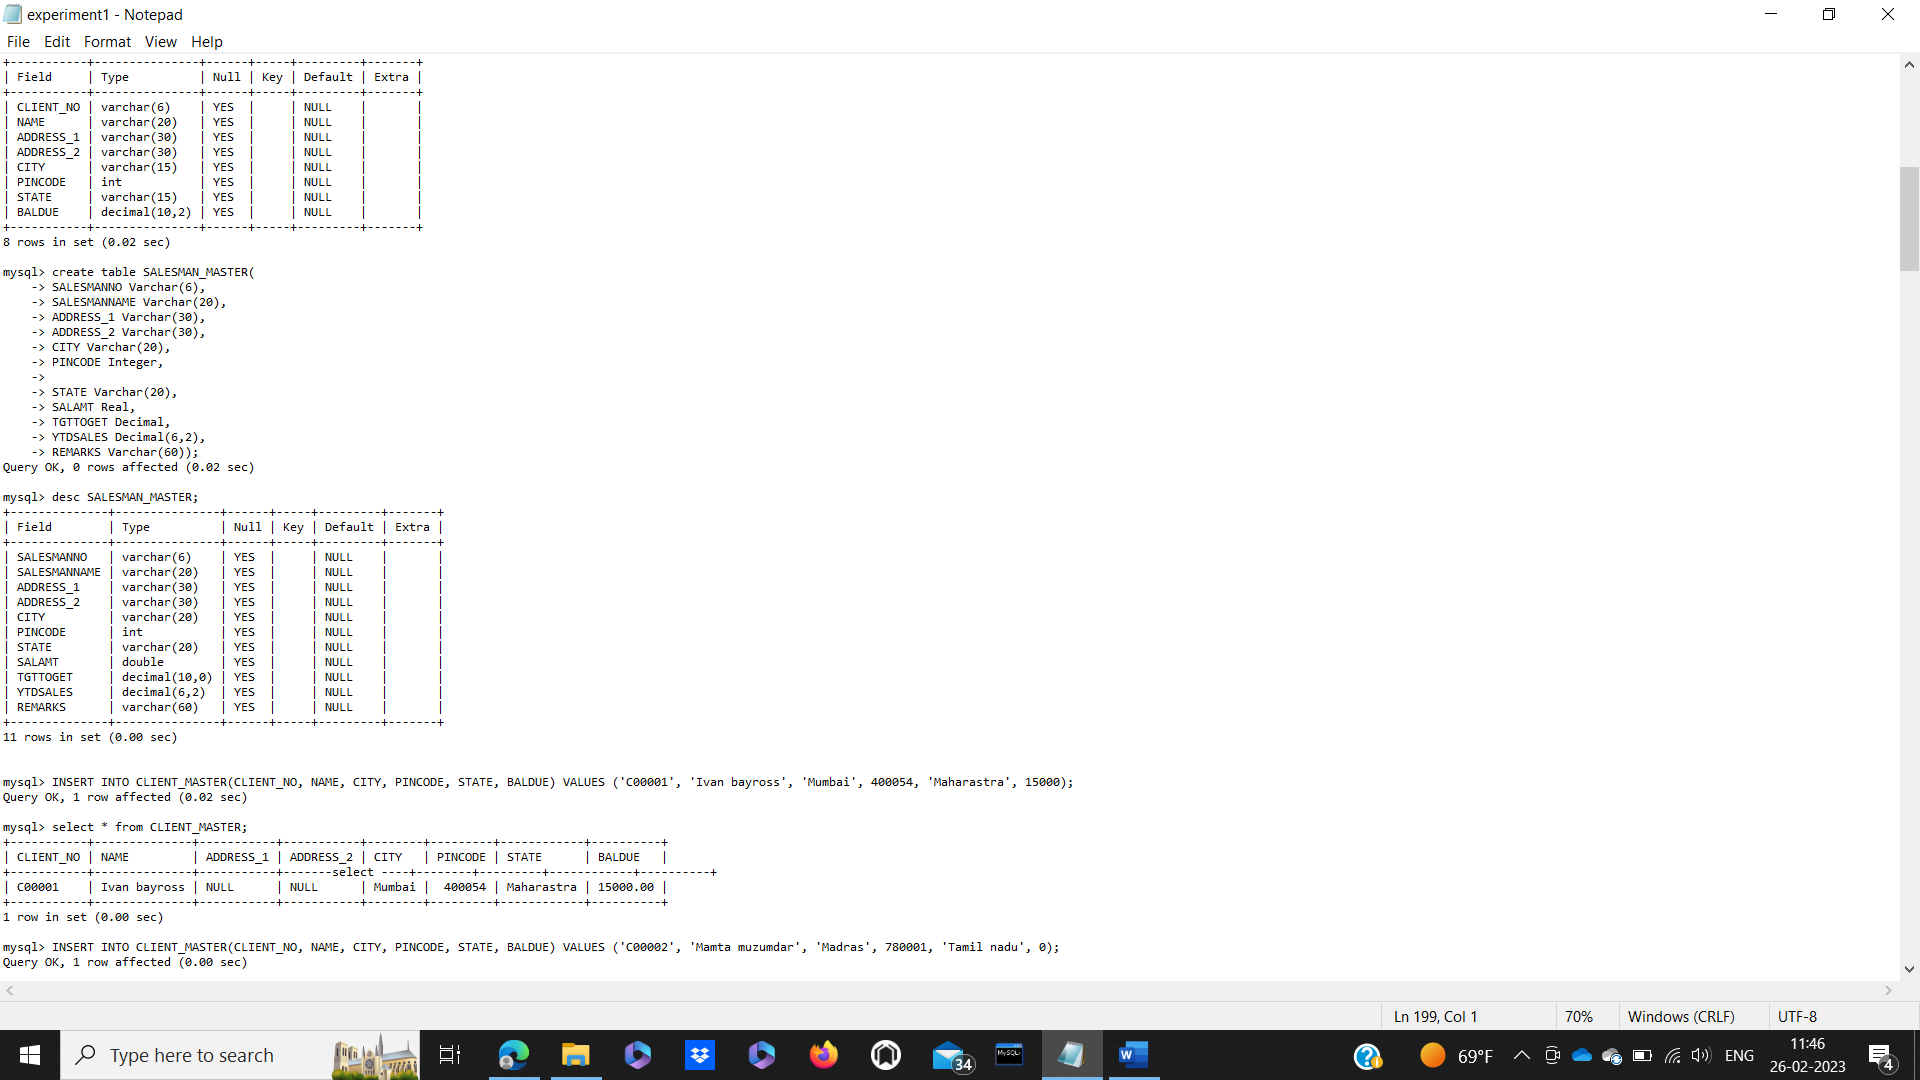 experiment1 - Notepad
File Edit Format View Help
+-----------+---------------+------+-----+---------+-------+
| Field     | Type          | Null | Key | Default | Extra |
+-----------+---------------+------+-----+---------+-------+
| CLIENT_NO | varchar(6)    | YES  |     | NULL    |       |
| NAME      | varchar(20)   | YES  |     | NULL    |       |
| ADDRESS_1 | varchar(30)   | YES  |     | NULL    |       |
| ADDRESS_2 | varchar(30)   | YES  |     | NULL    |       |
| CITY      | varchar(15)   | YES  |     | NULL    |       |
| PINCODE   | int           | YES  |     | NULL    |       |
| STATE     | varchar(15)   | YES  |     | NULL    |       |
| BALDUE    | decimal(10,2) | YES  |     | NULL    |       |
+-----------+---------------+------+-----+---------+-------+
8 rows in set (0.02 sec)
mysql> create table SALESMAN_MASTER(
    -> SALESMANNO Varchar(6),
    -> SALESMANNAME Varchar(20),
    -> ADDRESS_1 Varchar(30),
    -> ADDRESS_2 Varchar(30),
    -> CITY Varchar(20),
    -> PINCODE Integer,
    ->
    -> STATE Varchar(20),
    -> SALAMT Real,
    -> TGTTOGET Decimal,
    -> YTDSALES Decimal(6,2),
    -> REMARKS Varchar(60));
Query OK, 0 rows affected (0.02 sec)
mysql> desc SALESMAN_MASTER;
+--------------+---------------+------+-----+---------+-------+
| Field        | Type          | Null | Key | Default | Extra |
+--------------+---------------+------+-----+---------+-------+
| SALESMANNO   | varchar(6)    | YES  |     | NULL    |       |
| SALESMANNAME | varchar(20)   | YES  |     | NULL    |       |
| ADDRESS_1    | varchar(30)   | YES  |     | NULL    |       |
| ADDRESS_2    | varchar(30)   | YES  |     | NULL    |       |
| CITY         | varchar(20)   | YES  |     | NULL    |       |
| PINCODE      | int           | YES  |     | NULL    |       |
| STATE        | varchar(20)   | YES  |     | NULL    |       |
| SALAMT       | double        | YES  |     | NULL    |       |
| TGTTOGET     | decimal(10,0) | YES  |     | NULL    |       |
| YTDSALES     | decimal(6,2)  | YES  |     | NULL    |       |
| REMARKS      | varchar(60)   | YES  |     | NULL    |       |
+--------------+---------------+------+-----+---------+-------+
11 rows in set (0.00 sec)
mysql> INSERT INTO CLIENT_MASTER(CLIENT_NO, NAME, CITY, PINCODE, STATE, BALDUE) VALUES ('C00001', 'Ivan bayross', 'Mumbai', 400054, 'Maharastra', 15000);
Query OK, 1 row affected (0.02 sec)
mysql> select * from CLIENT_MASTER;
+-----------+--------------+-----------+-----------+--------+---------+------------+----------+
| CLIENT_NO | NAME         | ADDRESS_1 | ADDRESS_2 | CITY   | PINCODE | STATE      | BALDUE   |
+-----------+--------------+-----------+-------select ----+--------+---------+------------+----------+
| C00001    | Ivan bayross | NULL      | NULL      | Mumbai |  400054 | Maharastra | 15000.00 |
+-----------+--------------+-----------+-----------+--------+---------+------------+----------+
1 row in set (0.00 sec)
mysql> INSERT INTO CLIENT_MASTER(CLIENT_NO, NAME, CITY, PINCODE, STATE, BALDUE) VALUES ('C00002', 'Mamta muzumdar', 'Madras', 780001, 'Tamil nadu', 0);
Query OK, 1 row affected (0.00 sec)
Ln 199, Col 1 70% Windows (CRLF) UTF-8
Type here to search 34 MySQL W 69°F ENG 11:46 4
26-02-2023